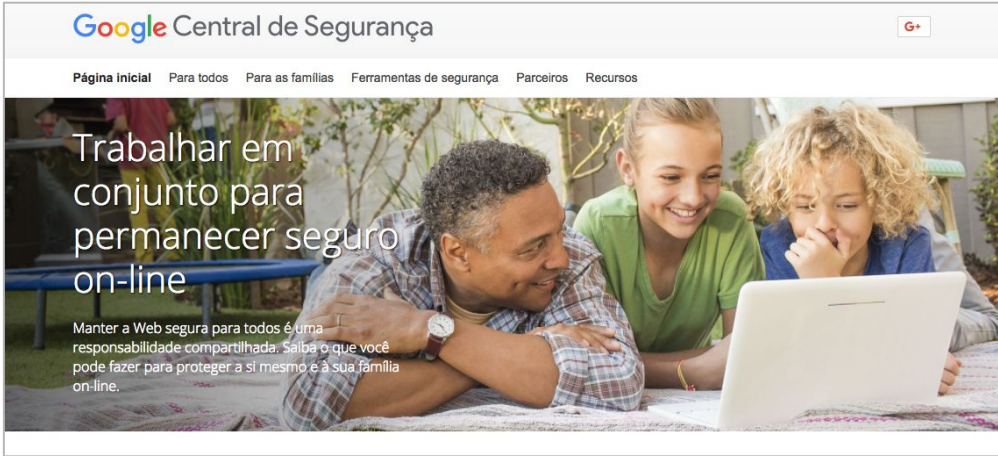 Google Central de Segurança
G+
Página inicial Para todos Para as famílias Ferramentas de segurança Parceiros Recursos
Trabalhar em
conjunto para
permanecer seguro
on-line
Manter a Web segura para todos é uma
responsabilidade compartilhada. Saiba o que você
pode fazer para proteger a si mesmo e à sua família
on-line.